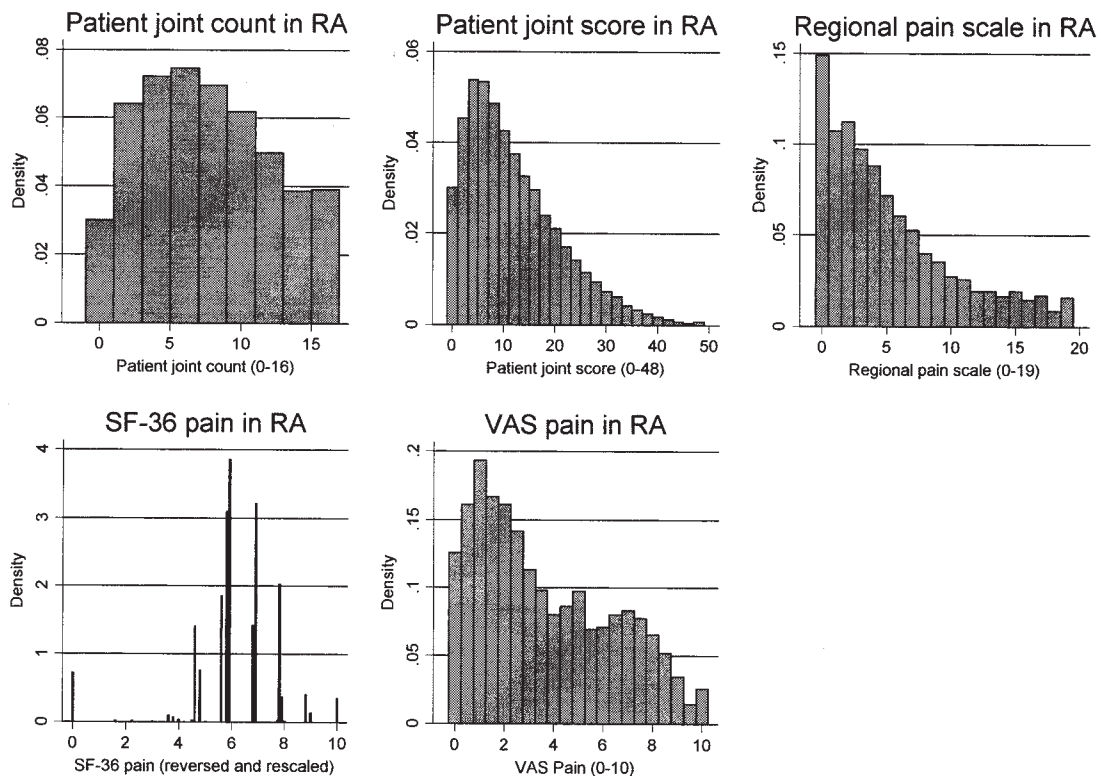 Patient joint count in RA
.08
.06
.04
.02
0
Density
0 5 10 15
Patient joint count (0-16)
Patient joint score in RA
.06
.04
.02
0
Density
0 10 20 30 40 50
Patient joint score (0-48)
Regional pain scale in RA
.15
.1
.05
0
Density
0 5 10 15 20
Regional pain scale (0-19)
SF-36 pain in RA
4
3
2
1
0
Density
0 2 4 6 8 10
SF-36 pain (reversed and rescaled)
VAS pain in RA
.2
.15
.1
.05
0
Density
0 2 4 6 8 10
VAS Pain (0-10)